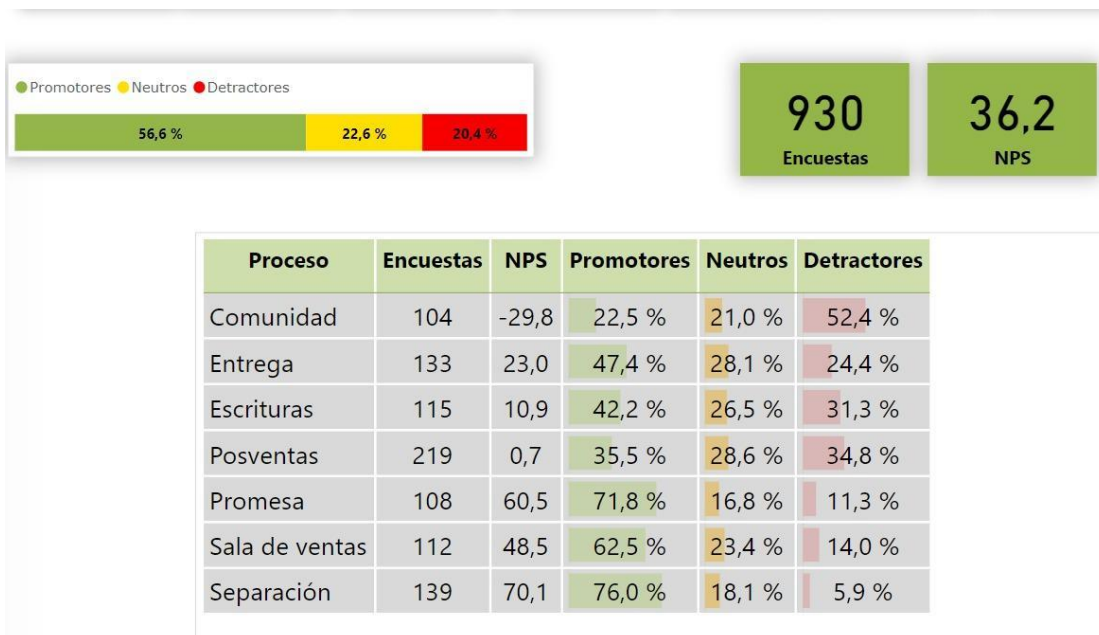 Promotores Neutros Detractores
56,6 % 22,6 % 20,4 %
930
Encuestas
36,2
NPS
Proceso Encuestas NPS Promotores Neutros Detractores
Comunidad 104 -29,8 22,5 % 21,0 % 52,4 %
Entrega 133 23,0 47,4 % 28,1 % 24,4 %
Escrituras 115 10,9 42,2 % 26,5 % 31,3 %
Posventas 219 0,7 35,5 % 28,6 % 34,8 %
Promesa 108 60,5 71,8 % 16,8 % 11,3 %
Sala de ventas 112 48,5 62,5 % 23,4 % 14,0 %
Separación 139 70,1 76,0 % 18,1 % 5,9 %